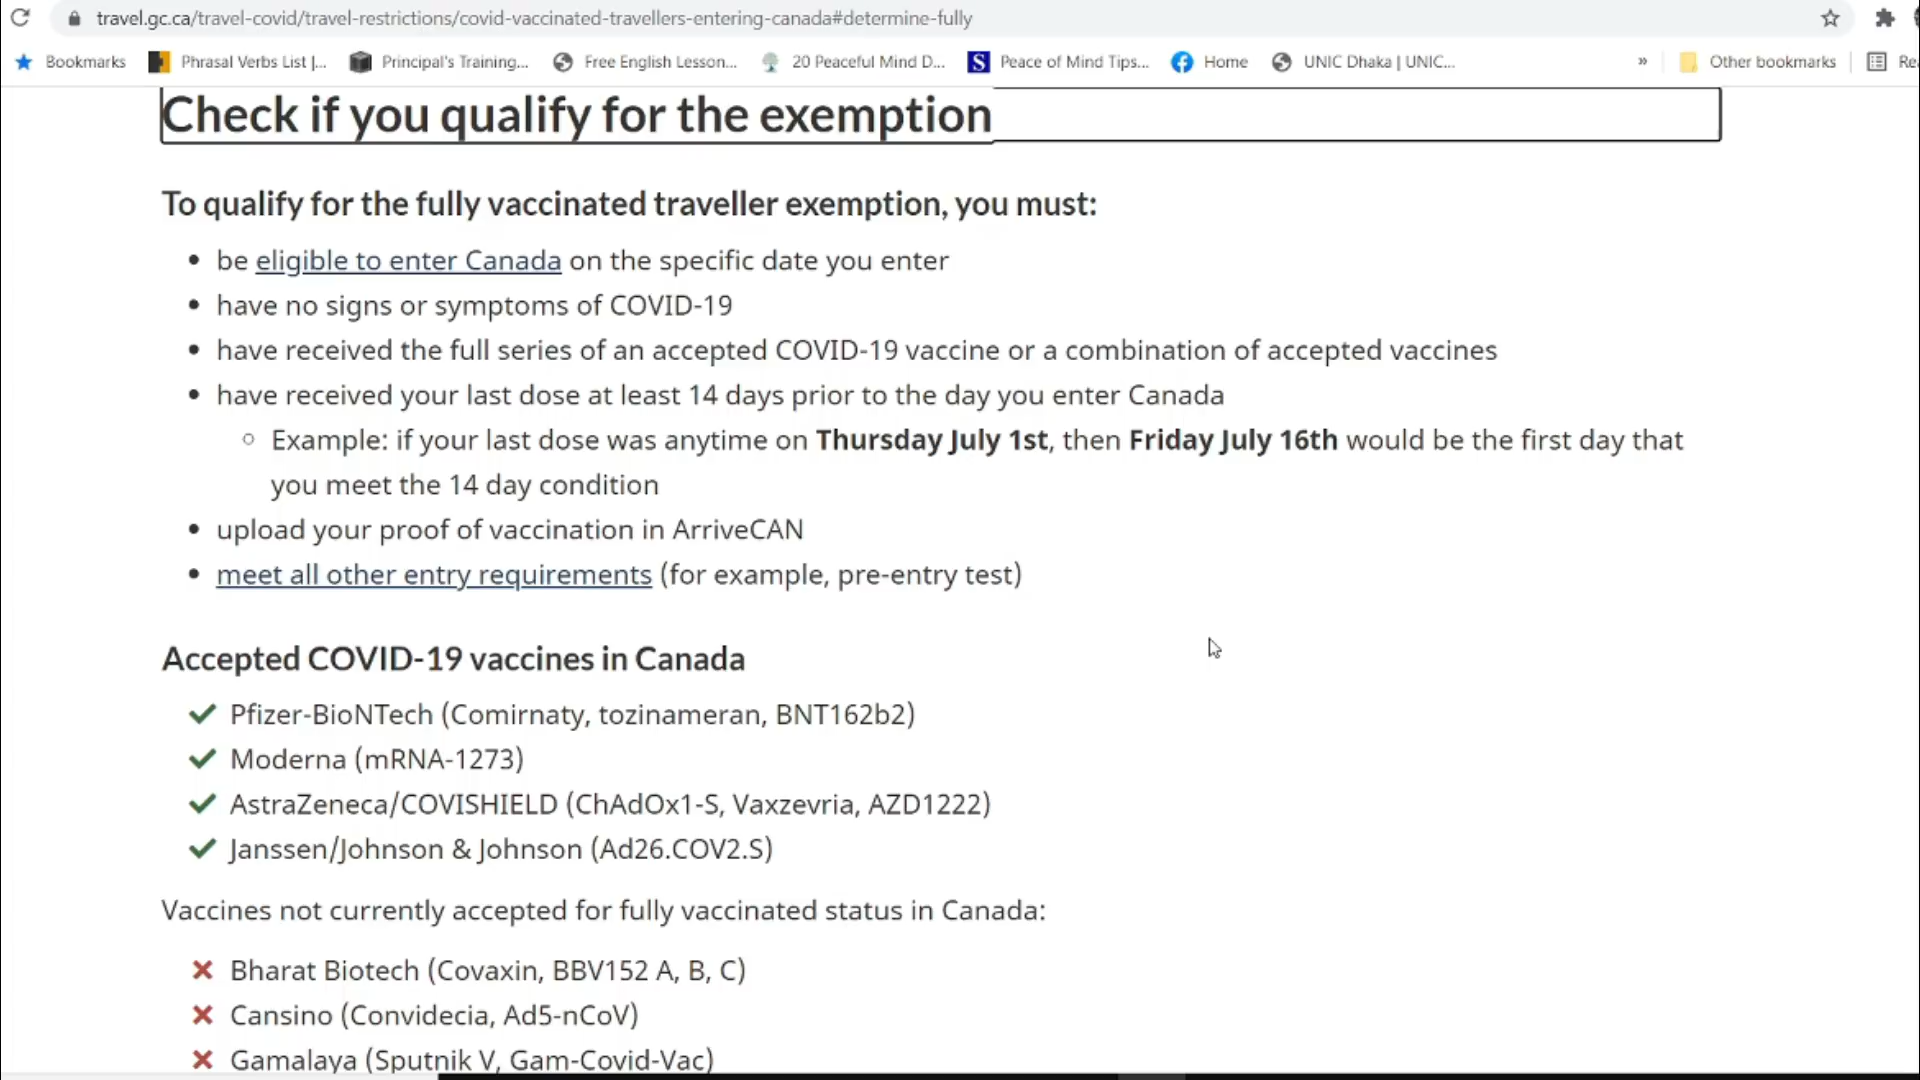 travel.gc.ca/travel-covid/travel-restrictions/covid-vaccinated-travellers-entering-canada#determine-fully
Bookmarks Phrasal Verbs List |... Principal's Training... Free English Lesson... 20 Peaceful Mind D... S Peace of Mind Tips... Home UNIC Dhaka | UNIC... » Other bookmarks Rea
Check if you qualify for the exemption
To qualify for the fully vaccinated traveller exemption, you must:
• be eligible to enter Canada on the specific date you enter
• have no signs or symptoms of COVID-19
• have received the full series of an accepted COVID-19 vaccine or a combination of accepted vaccines
• have received your last dose at least 14 days prior to the day you enter Canada
○ Example: if your last dose was anytime on Thursday July 1st, then Friday July 16th would be the first day that
you meet the 14 day condition
• upload your proof of vaccination in ArriveCAN
• meet all other entry requirements (for example, pre-entry test)
Accepted COVID-19 vaccines in Canada
✔ Pfizer-BioNTech (Comirnaty, tozinameran, BNT162b2)
✔ Moderna (mRNA-1273)
✔ AstraZeneca/COVISHIELD (ChAdOx1-S, Vaxzevria, AZD1222)
✔ Janssen/Johnson & Johnson (Ad26.COV2.S)
Vaccines not currently accepted for fully vaccinated status in Canada:
✖ Bharat Biotech (Covaxin, BBV152 A, B, C)
✖ Cansino (Convidecia, Ad5-nCoV)
✖ Gamalaya (Sputnik V, Gam-Covid-Vac)